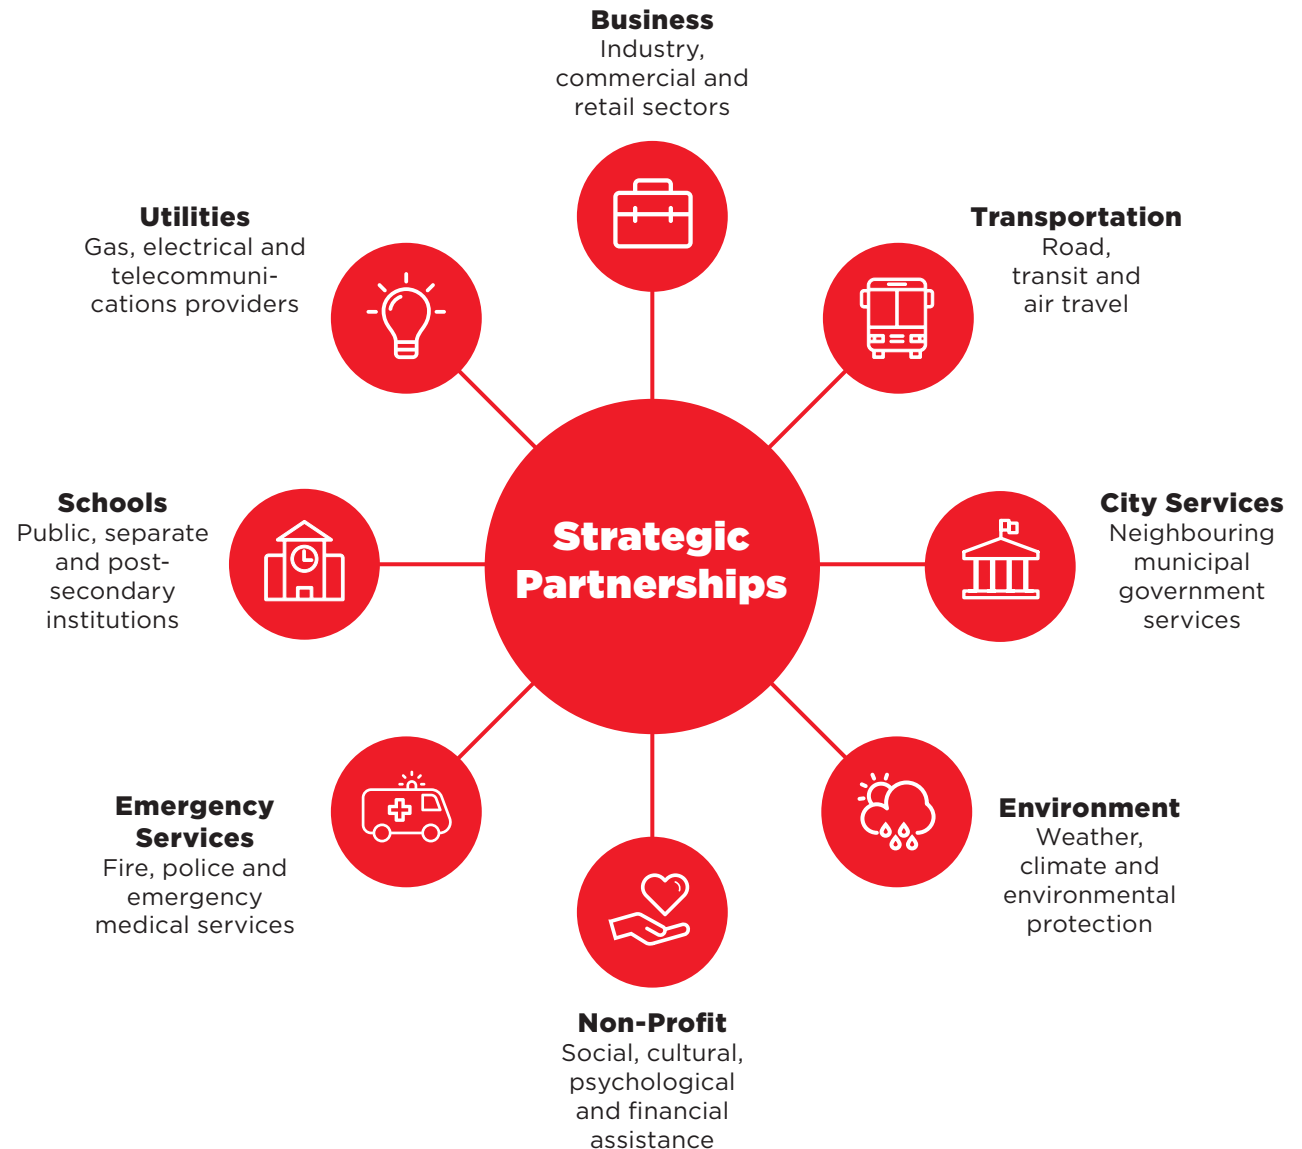 Business
Industry,
commercial and
retail sectors
Utilities
Gas, electrical and
telecommuni-
cations providers
Transportation
Road,
transit and
air travel
Schools
Public, separate
and post-
secondary
institutions
Strategic
Partnerships
City Services
Neighbouring
municipal
government
services
Emergency
Services
Fire, police and
emergency
medical services
Environment
Weather,
climate and
environmental
protection
Non-Profit
Social, cultural,
psychological
and financial
assistance